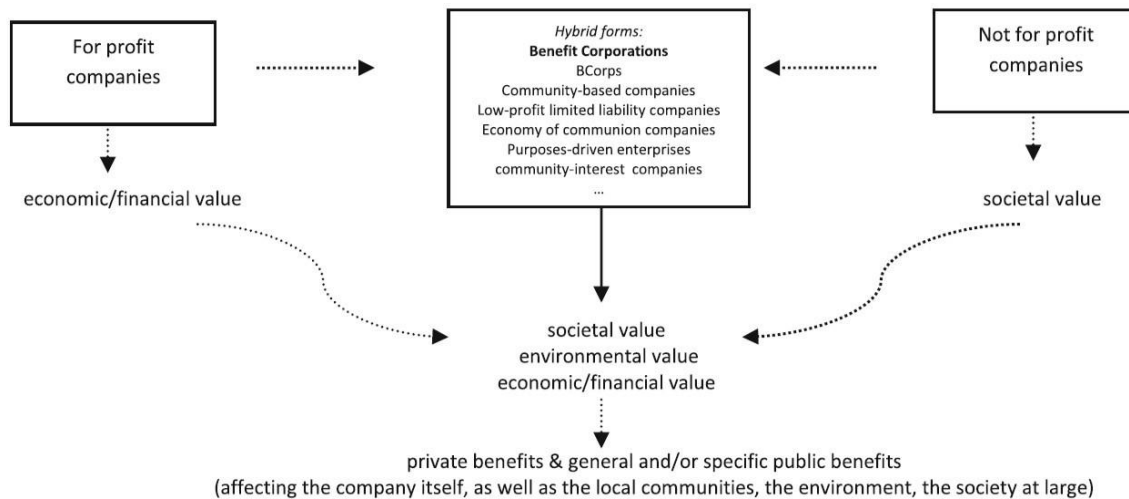 For profit
companies
Hybrid forms:
Benefit Corporations
BCorps
Community-based companies
Low-profit limited liability companies
Economy of communion companies
Purposes-driven enterprises
community-interest companies
...
Not for profit
companies
economic/financial value
societal value
societal value
environmental value
economic/financial value
private benefits & general and/or specific public benefits
(affecting the company itself, as well as the local communities, the environment, the society at large)